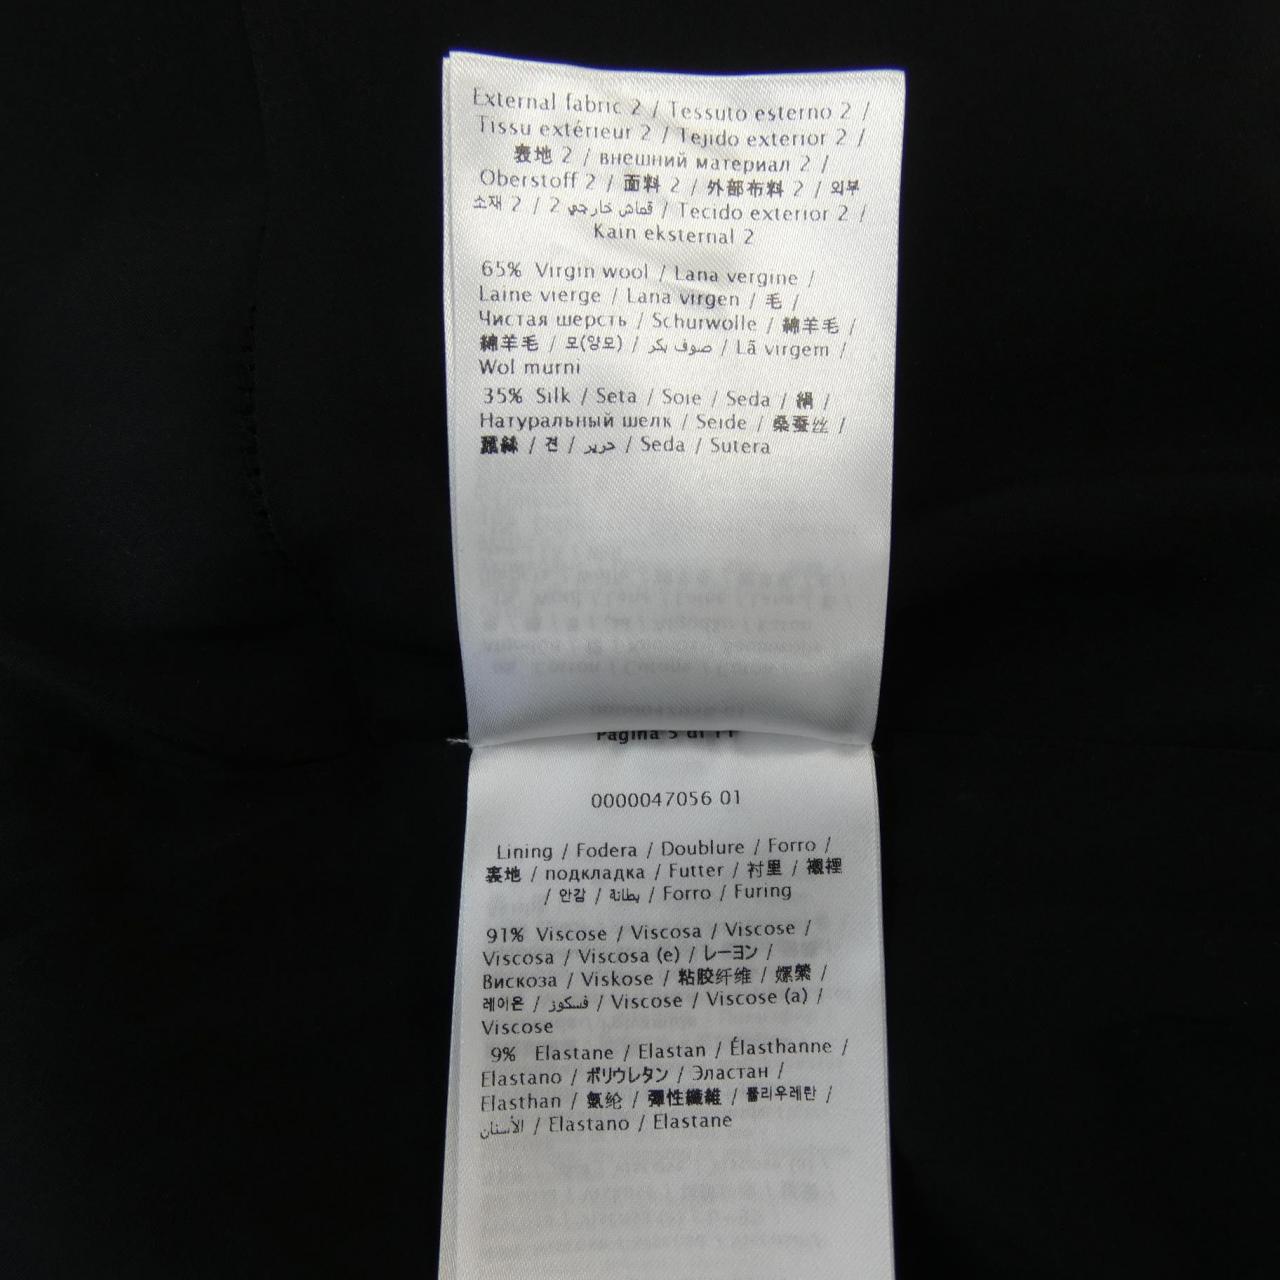 External fabric 2 / Tessuto esterno 2 /
Tissu extérieur 2 / Tejido exterior 2 /
表地 2 / внешний материал 2 /
Oberstoff 2 / 面料 2 / 外部布料 2 / 외부
소재 2 / قماش خارجي 2 / Tecido exterior 2 /
Kain eksternal 2
65% Virgin wool / Lana vergine /
Laine vierge / Lana virgen / 毛 /
Чистая шерсть / Schurwolle / 綿羊毛 /
綿羊毛 / 모(양모) / صوف بكر / Lã virgem /
Wol murni
35% Silk / Seta / Soie / Seda / 絹 /
Натуральный шелк / Seide / 桑蚕丝 /
蠶絲 / 견 / حرير / Seda / Sutera
Pagina 5 di 11
0000047056 01
Lining / Fodera / Doublure / Forro /
裏地 / подкладка / Futter / 衬里 / 襯裡
/ 안감 / بطانة / Forro / Furing
91% Viscose / Viscosa / Viscose /
Viscosa / Viscosa (e) / レーヨン /
Вискоза / Viskose / 粘胶纤维 / 嫘縈 /
레이온 / فسكوز / Viscose / Viscose (a) /
Viscose
9% Elastane / Elastan / Élasthanne /
Elastano / ポリウレタン / Эластан /
Elasthan / 氨纶 / 彈性纖維 / 폴리우레탄 /
الأستان / Elastano / Elastane